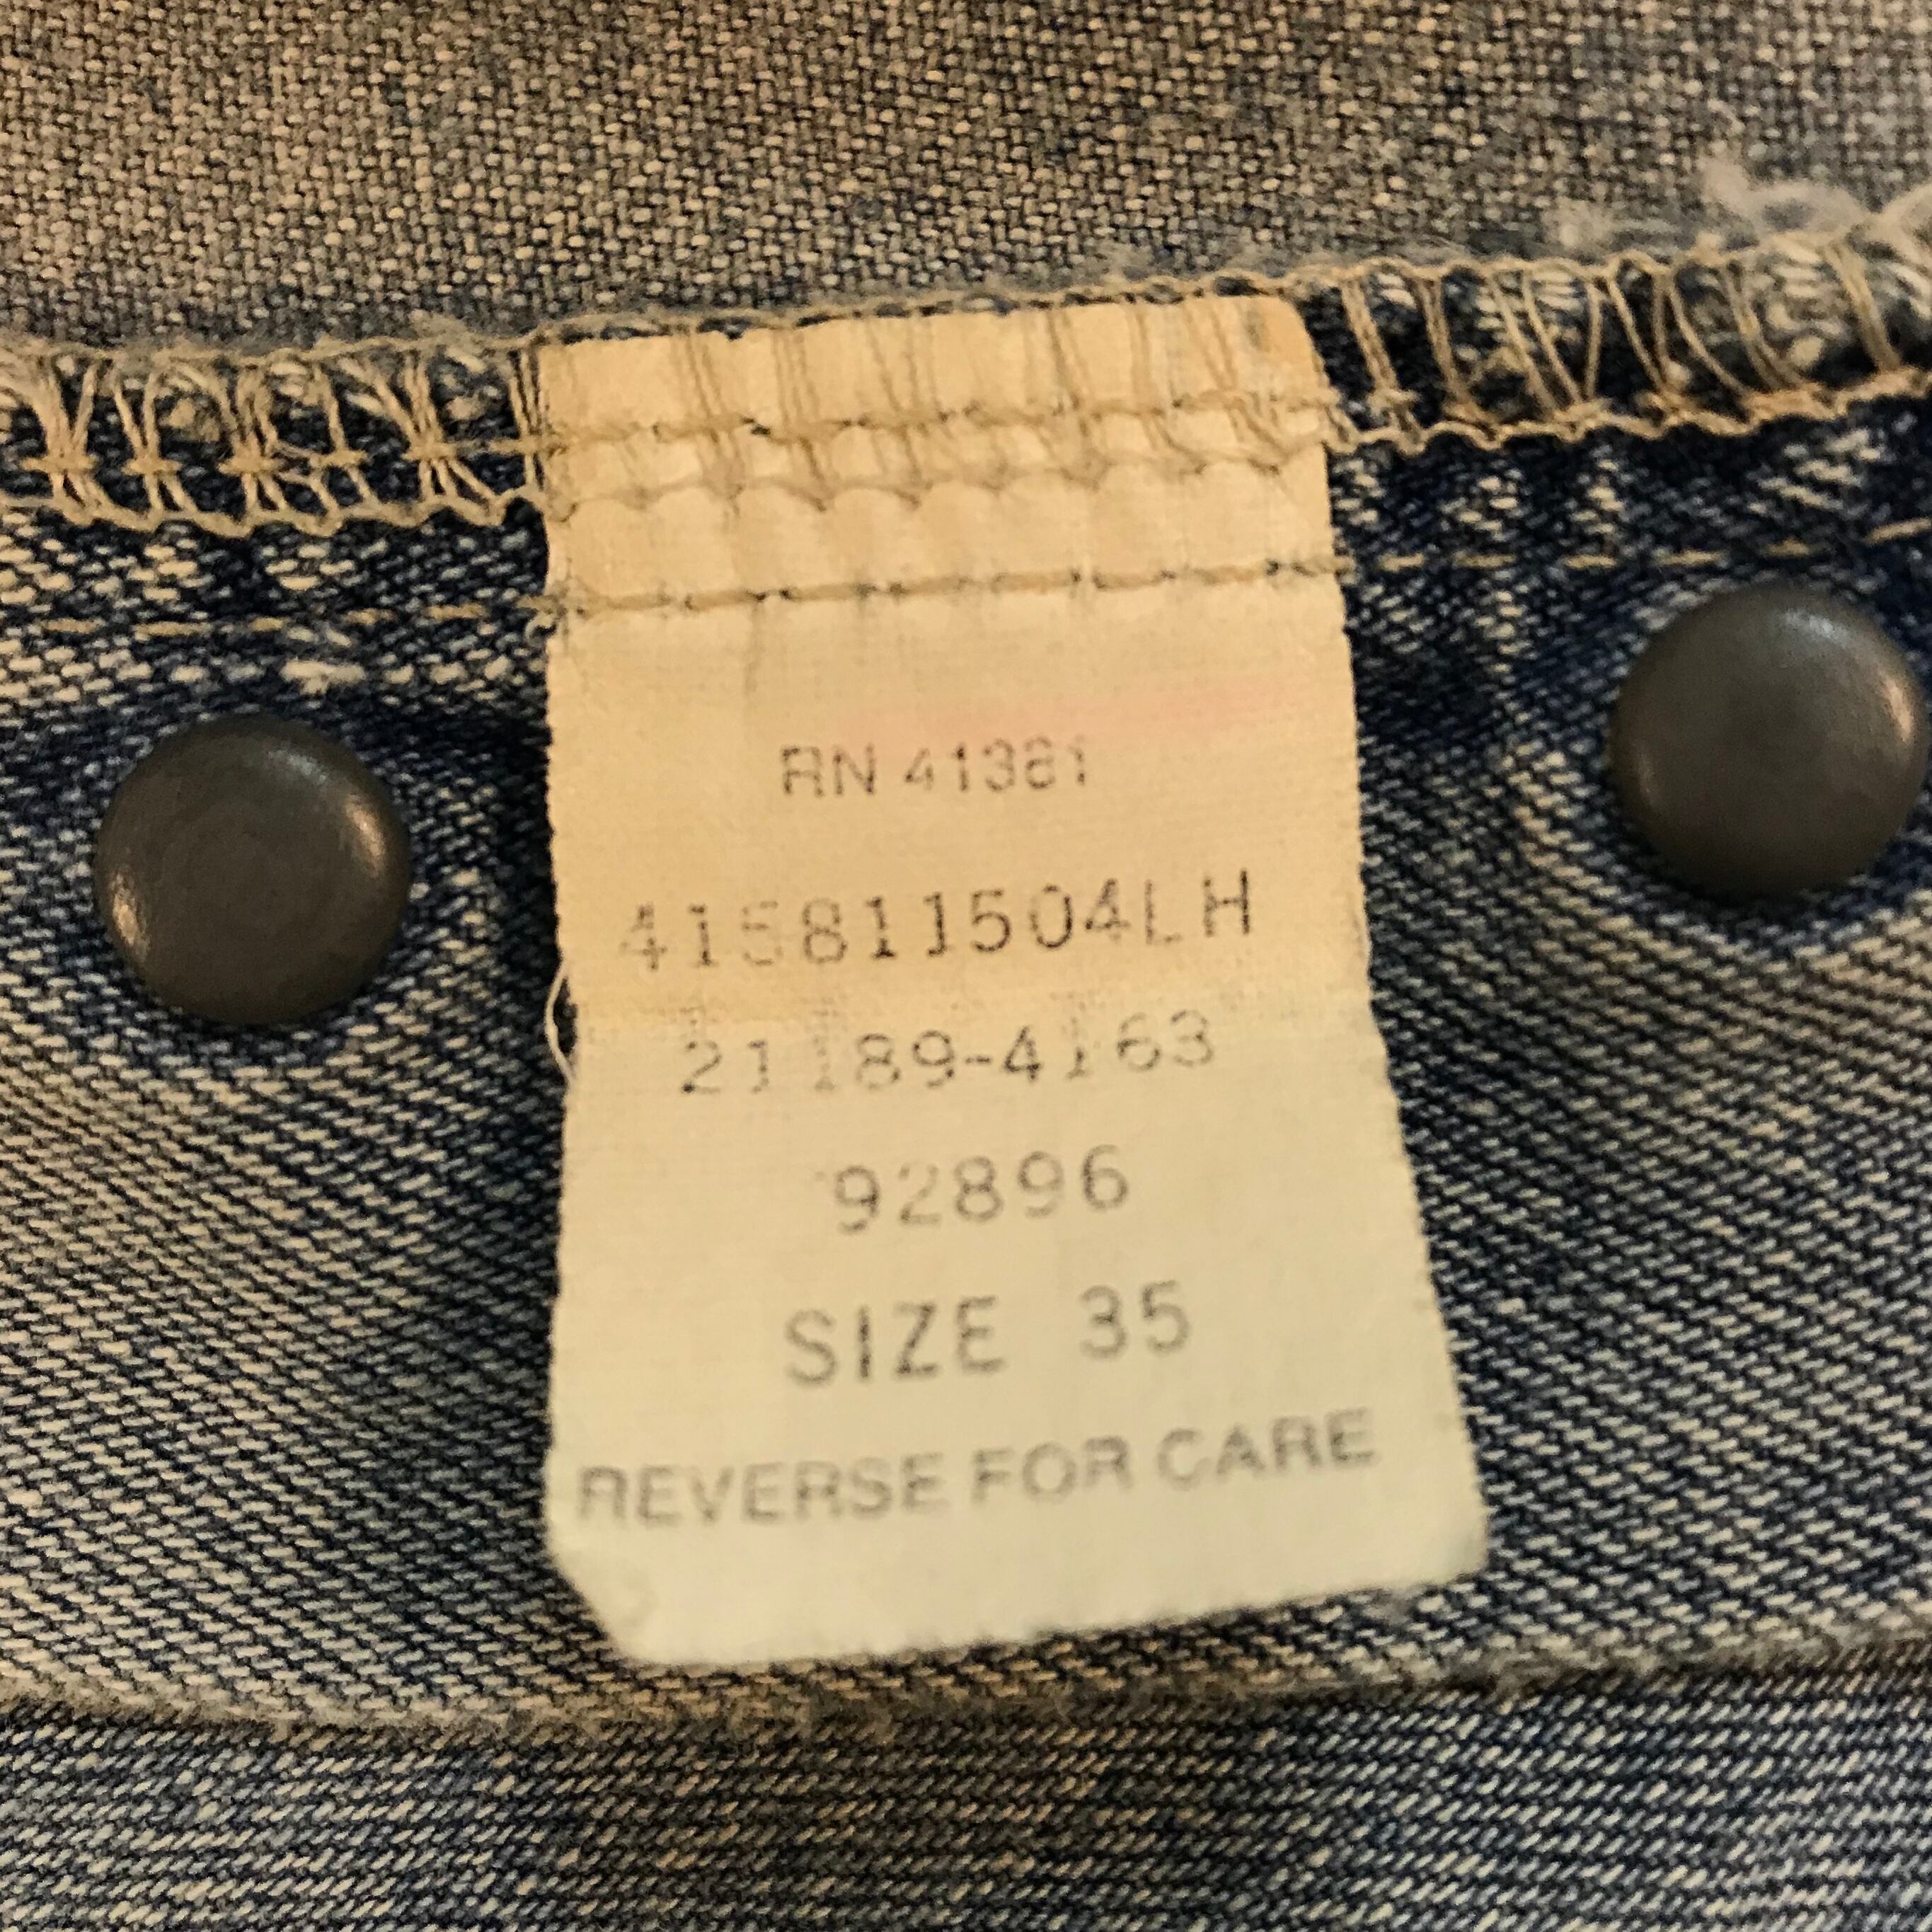 RN 41381
415811504LH
21189-4163
92896
SIZE 35
REVERSE FOR CARE